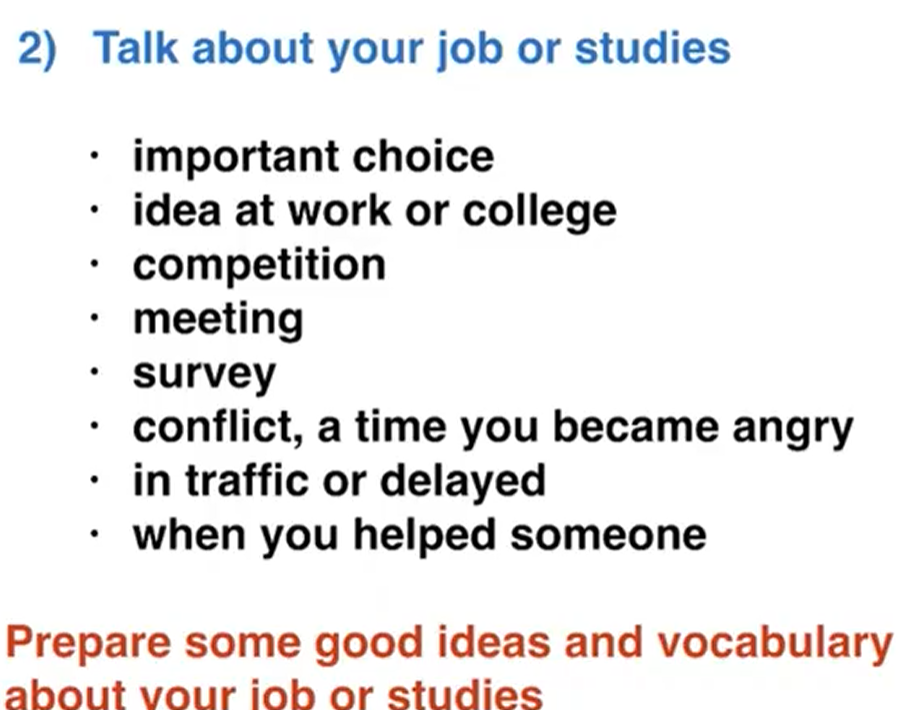 2) Talk about your job or studies
· important choice
· idea at work or college
· competition
· meeting
· survey
· conflict, a time you became angry
· in traffic or delayed
· when you helped someone
Prepare some good ideas and vocabulary
about your job or studies